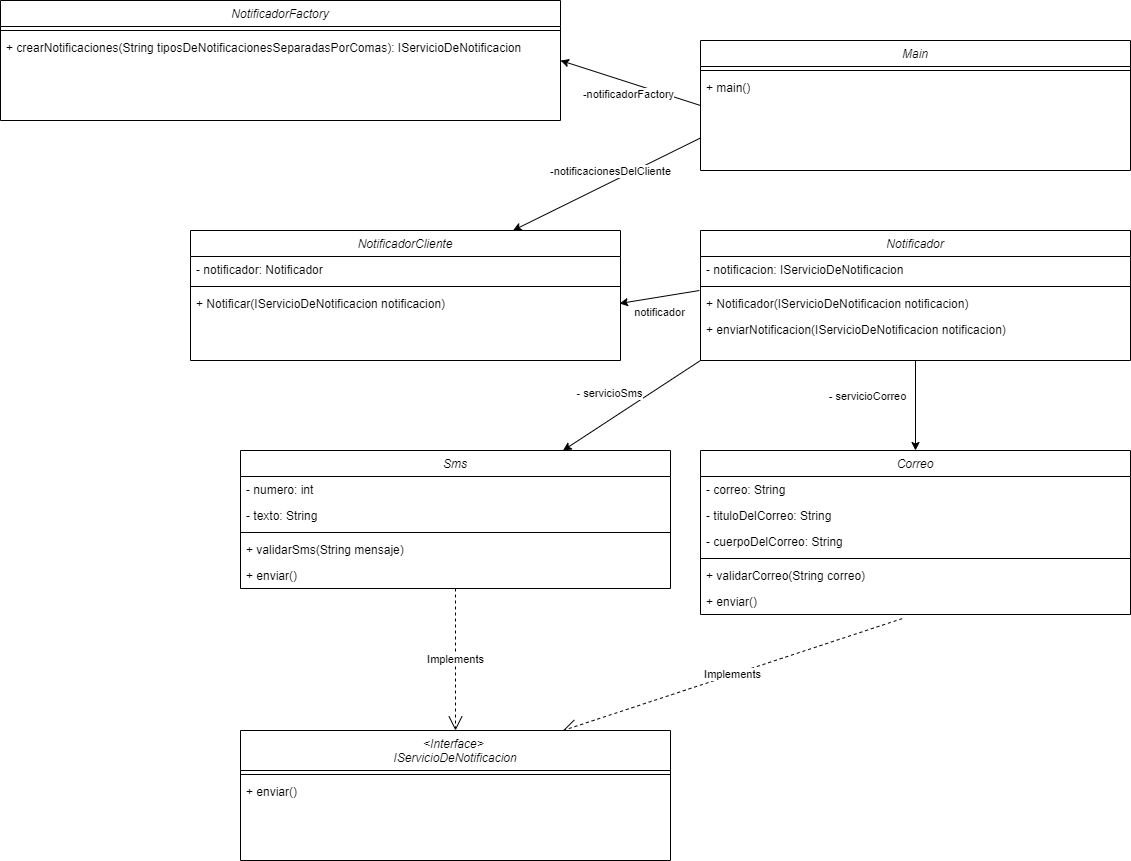 NotificadorFactory
+ crearNotificaciones(String tiposDeNotificacionesSeparadasPorComas): IServicioDeNotificacion
Main
+ main()
-notificadorFactory
-notificacionesDelCliente
NotificadorCliente
- notificador: Notificador
+ Notificar(IServicioDeNotificacion notificacion)
Notificador
- notificacion: IServicioDeNotificacion
+ Notificador(IServicioDeNotificacion notificacion)
+ enviarNotificacion(IServicioDeNotificacion notificacion)
notificador
- servicioSms
- servicioCorreo
Sms
- numero: int
- texto: String
+ validarSms(String mensaje)
+ enviar()
Correo
- correo: String
- tituloDelCorreo: String
- cuerpoDelCorreo: String
+ validarCorreo(String correo)
+ enviar()
Implements
Implements
<Interface>
IServicioDeNotificacion
+ enviar()